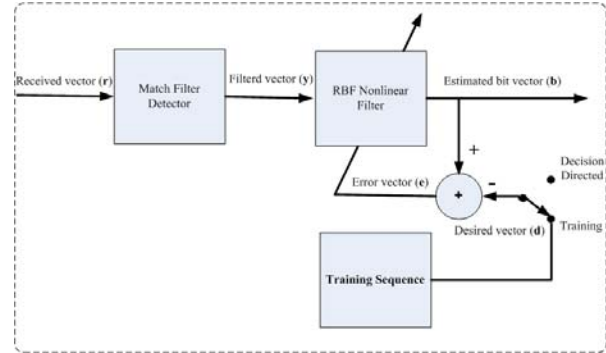 Received vector (r)
Match Filter
Detector
Filterd vector (y)
RBF Nonlinear
Filter
Estimated bit vector (b)
+
Decision
Directed
-
+
Error vector (e)
Desired vector (d)
Training
Training Sequence